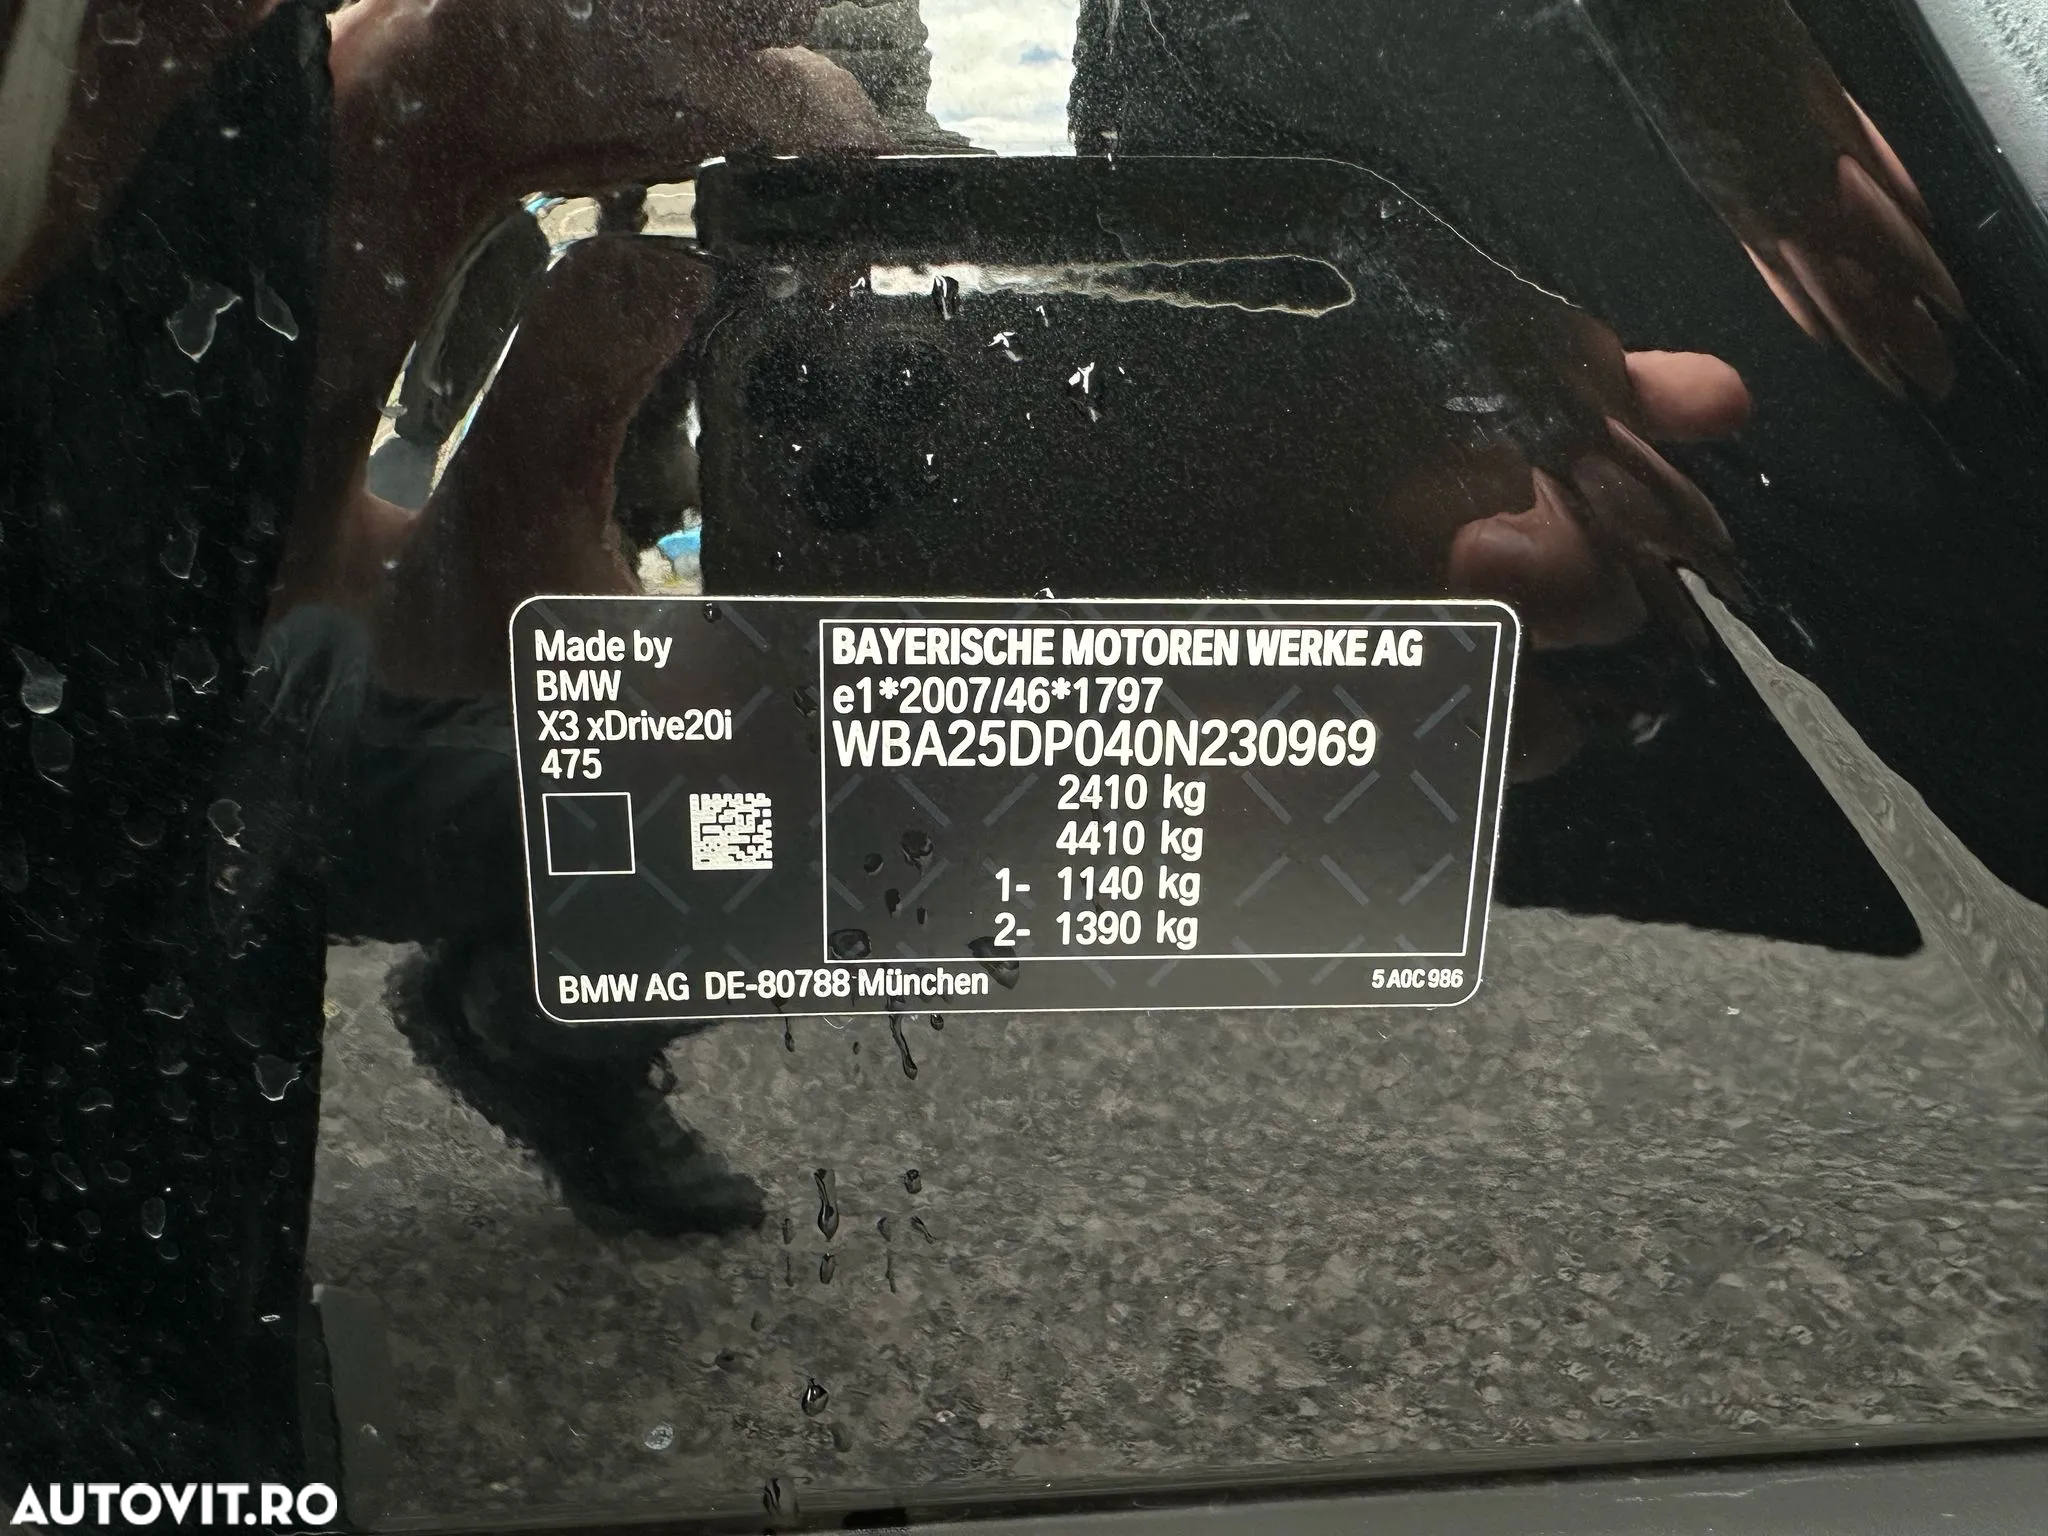 Made by
BMW
X3 xDrive20i
475
BAYERISCHE MOTOREN WERKE AG
e1*2007/46*1797
WBA25DP040N230969
2410 kg
4410 kg
1- 1140 kg
2- 1390 kg
BMW AG DE-80788 München
5 A0C 986
AUTOVIT.RO